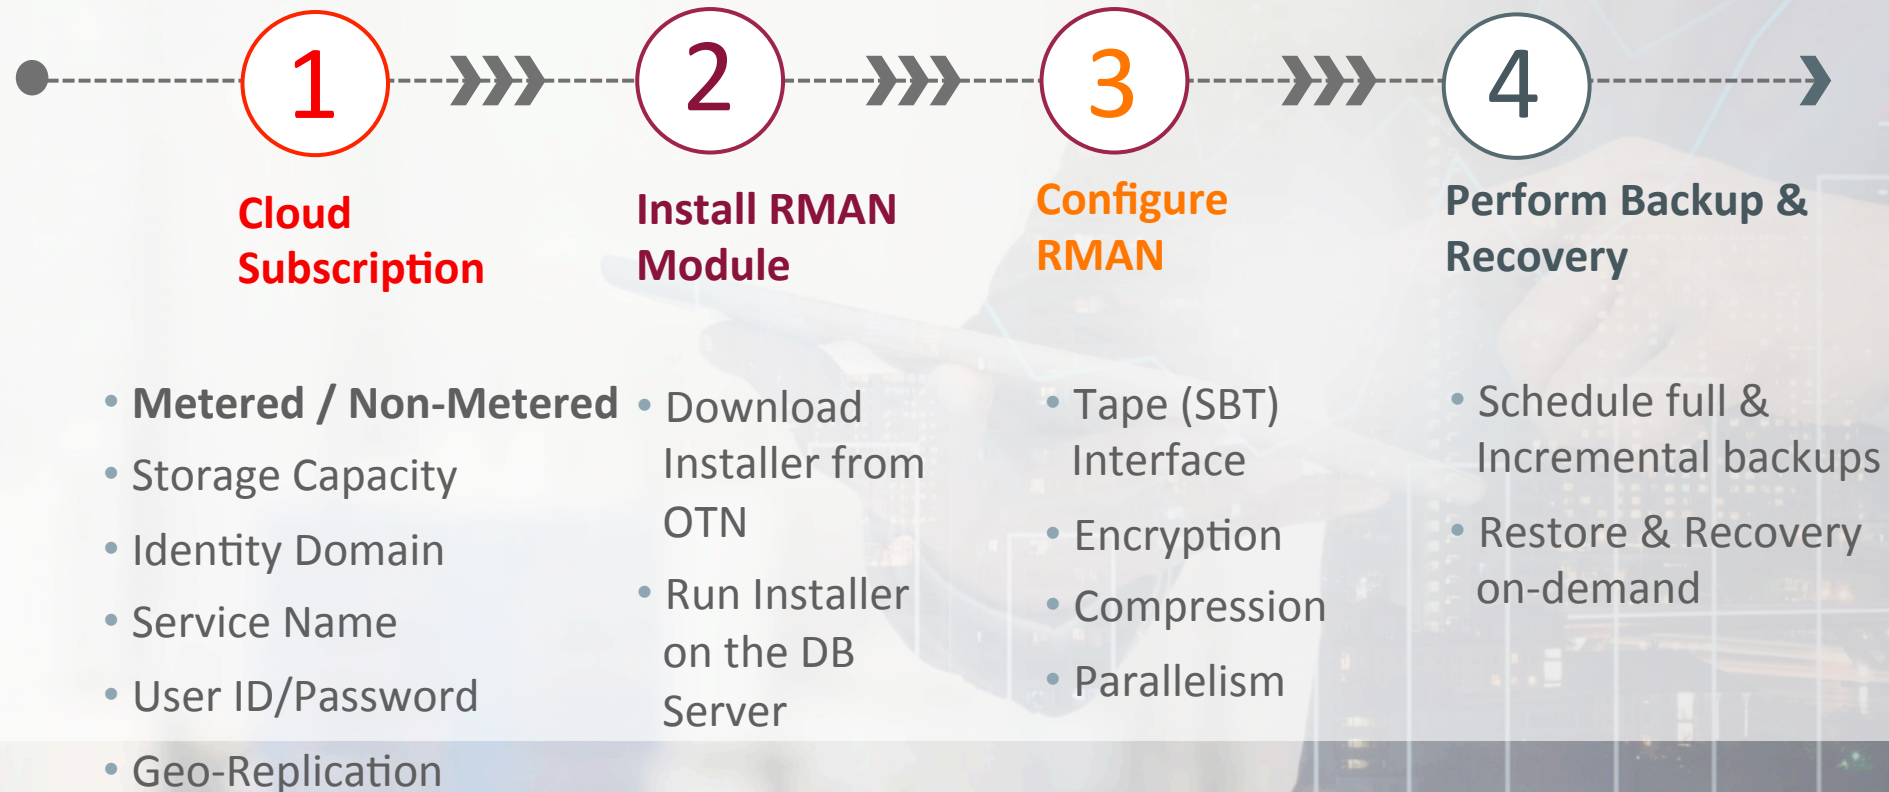 1
Cloud
Subscription
• Metered / Non-Metered
• Storage Capacity
• Identity Domain
• Service Name
• User ID/Password
• Geo-Replication
2
Install RMAN
Module
• Download
Installer from
OTN
• Run Installer
on the DB
Server
3
Configure
RMAN
• Tape (SBT)
Interface
• Encryption
• Compression
• Parallelism
4
Perform Backup &
Recovery
• Schedule full &
Incremental backups
• Restore & Recovery
on-demand